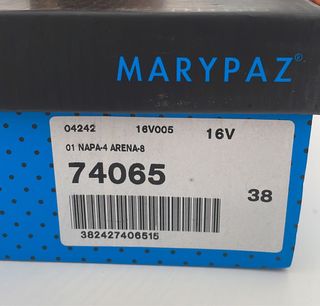 MARYPAZ®
04242 16V005 16V
01 NAPA-4 ARENA-8
74065
38
382427406515